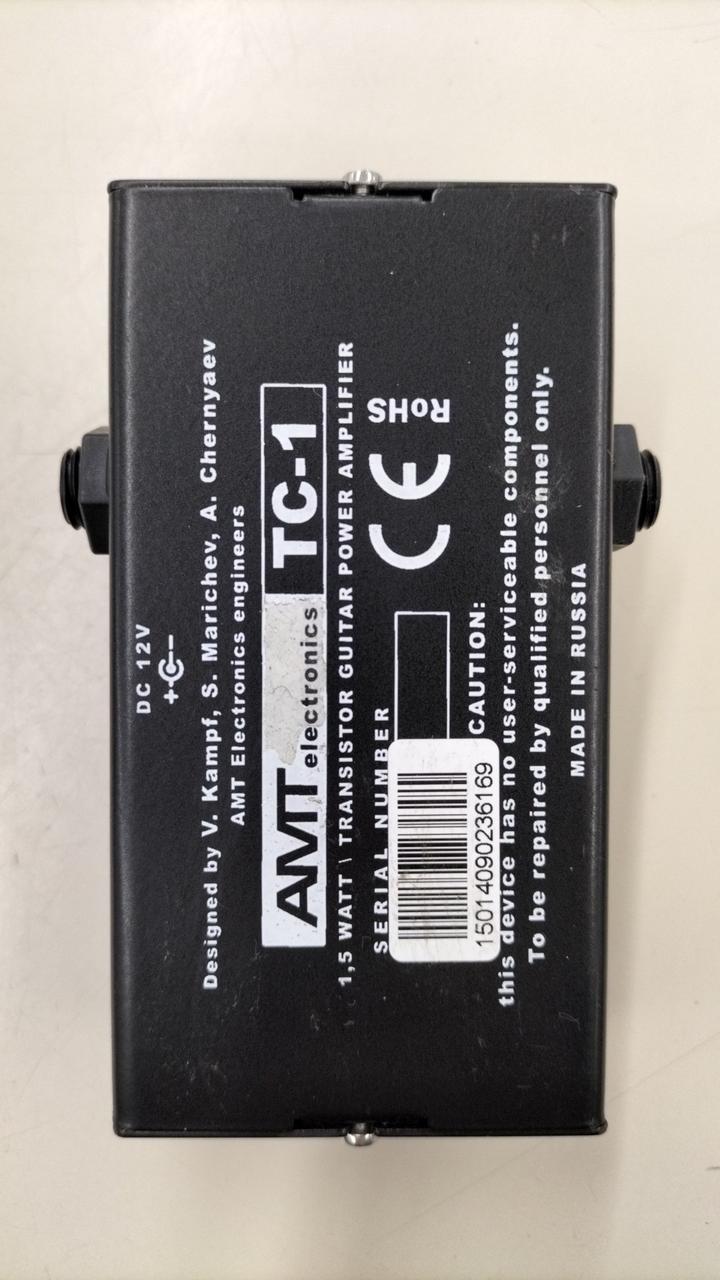 DC 12V
Designed by V. Kampf, S. Marichev, A. Chernyaev
AMT Electronics engineers
AMT electronics TC-1
1,5 WATT \ TRANSISTOR GUITAR POWER AMPLIFIER
SERIAL NUMBER
CE RoHS
15014090236169
CAUTION:
this device has no user-serviceable components.
To be repaired by qualified personnel only.
MADE IN RUSSIA